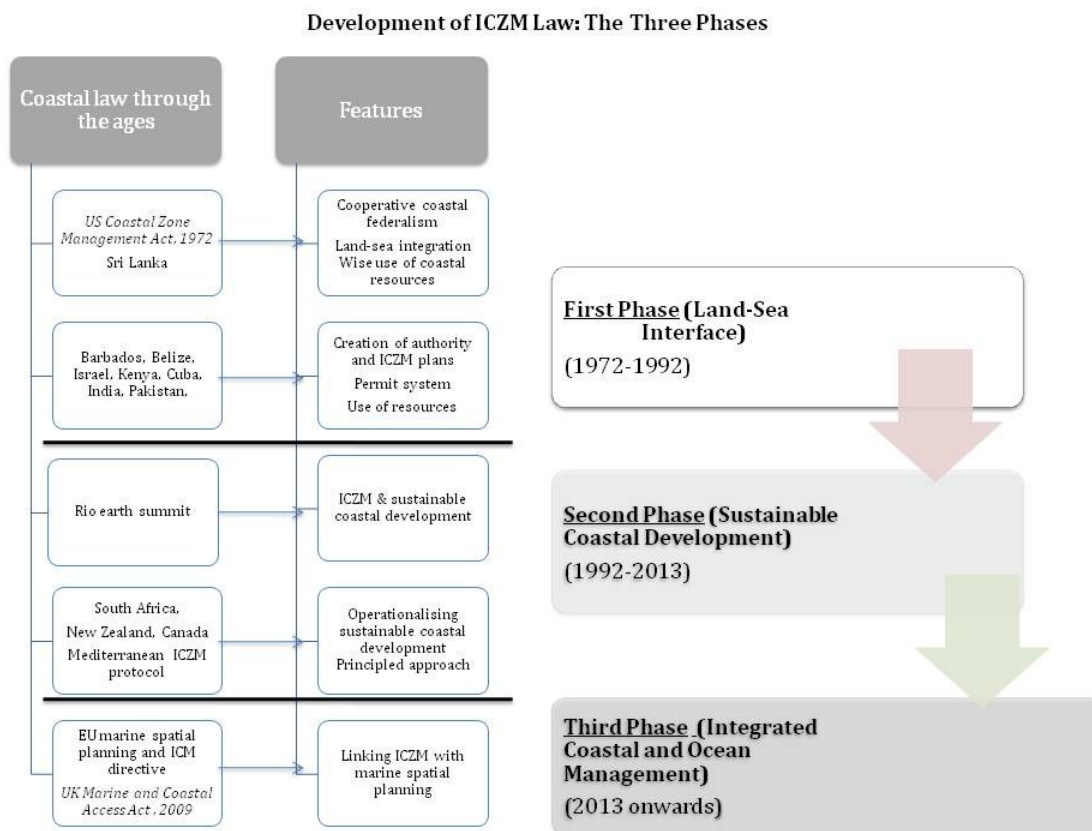 Development of ICZM Law: The Three Phases
Coastal law through
the ages
Features
US Coastal Zone
Management Act, 1972
Sri Lanka
Cooperative coastal
federalism
Land-sea integration
Wise use of coastal
resources
Barbados, Belize,
Israel, Kenya, Cuba,
India, Pakistan,
Creation of authority
and ICZM plans
Permit system
Use of resources
Rio earth summit
ICZM & sustainable
coastal development
South Africa,
New Zealand, Canada
Mediterranean ICZM
protocol
Operationalising
sustainable coastal
development
Principled approach
EU marine spatial
planning and ICM
directive
UK Marine and Coastal
Access Act, 2009
Linking ICZM with
marine spatial
planning
First Phase (Land-Sea
Interface)
(1972-1992)
Second Phase (Sustainable
Coastal Development)
(1992-2013)
Third Phase (Integrated
Coastal and Ocean
Management)
(2013 onwards)